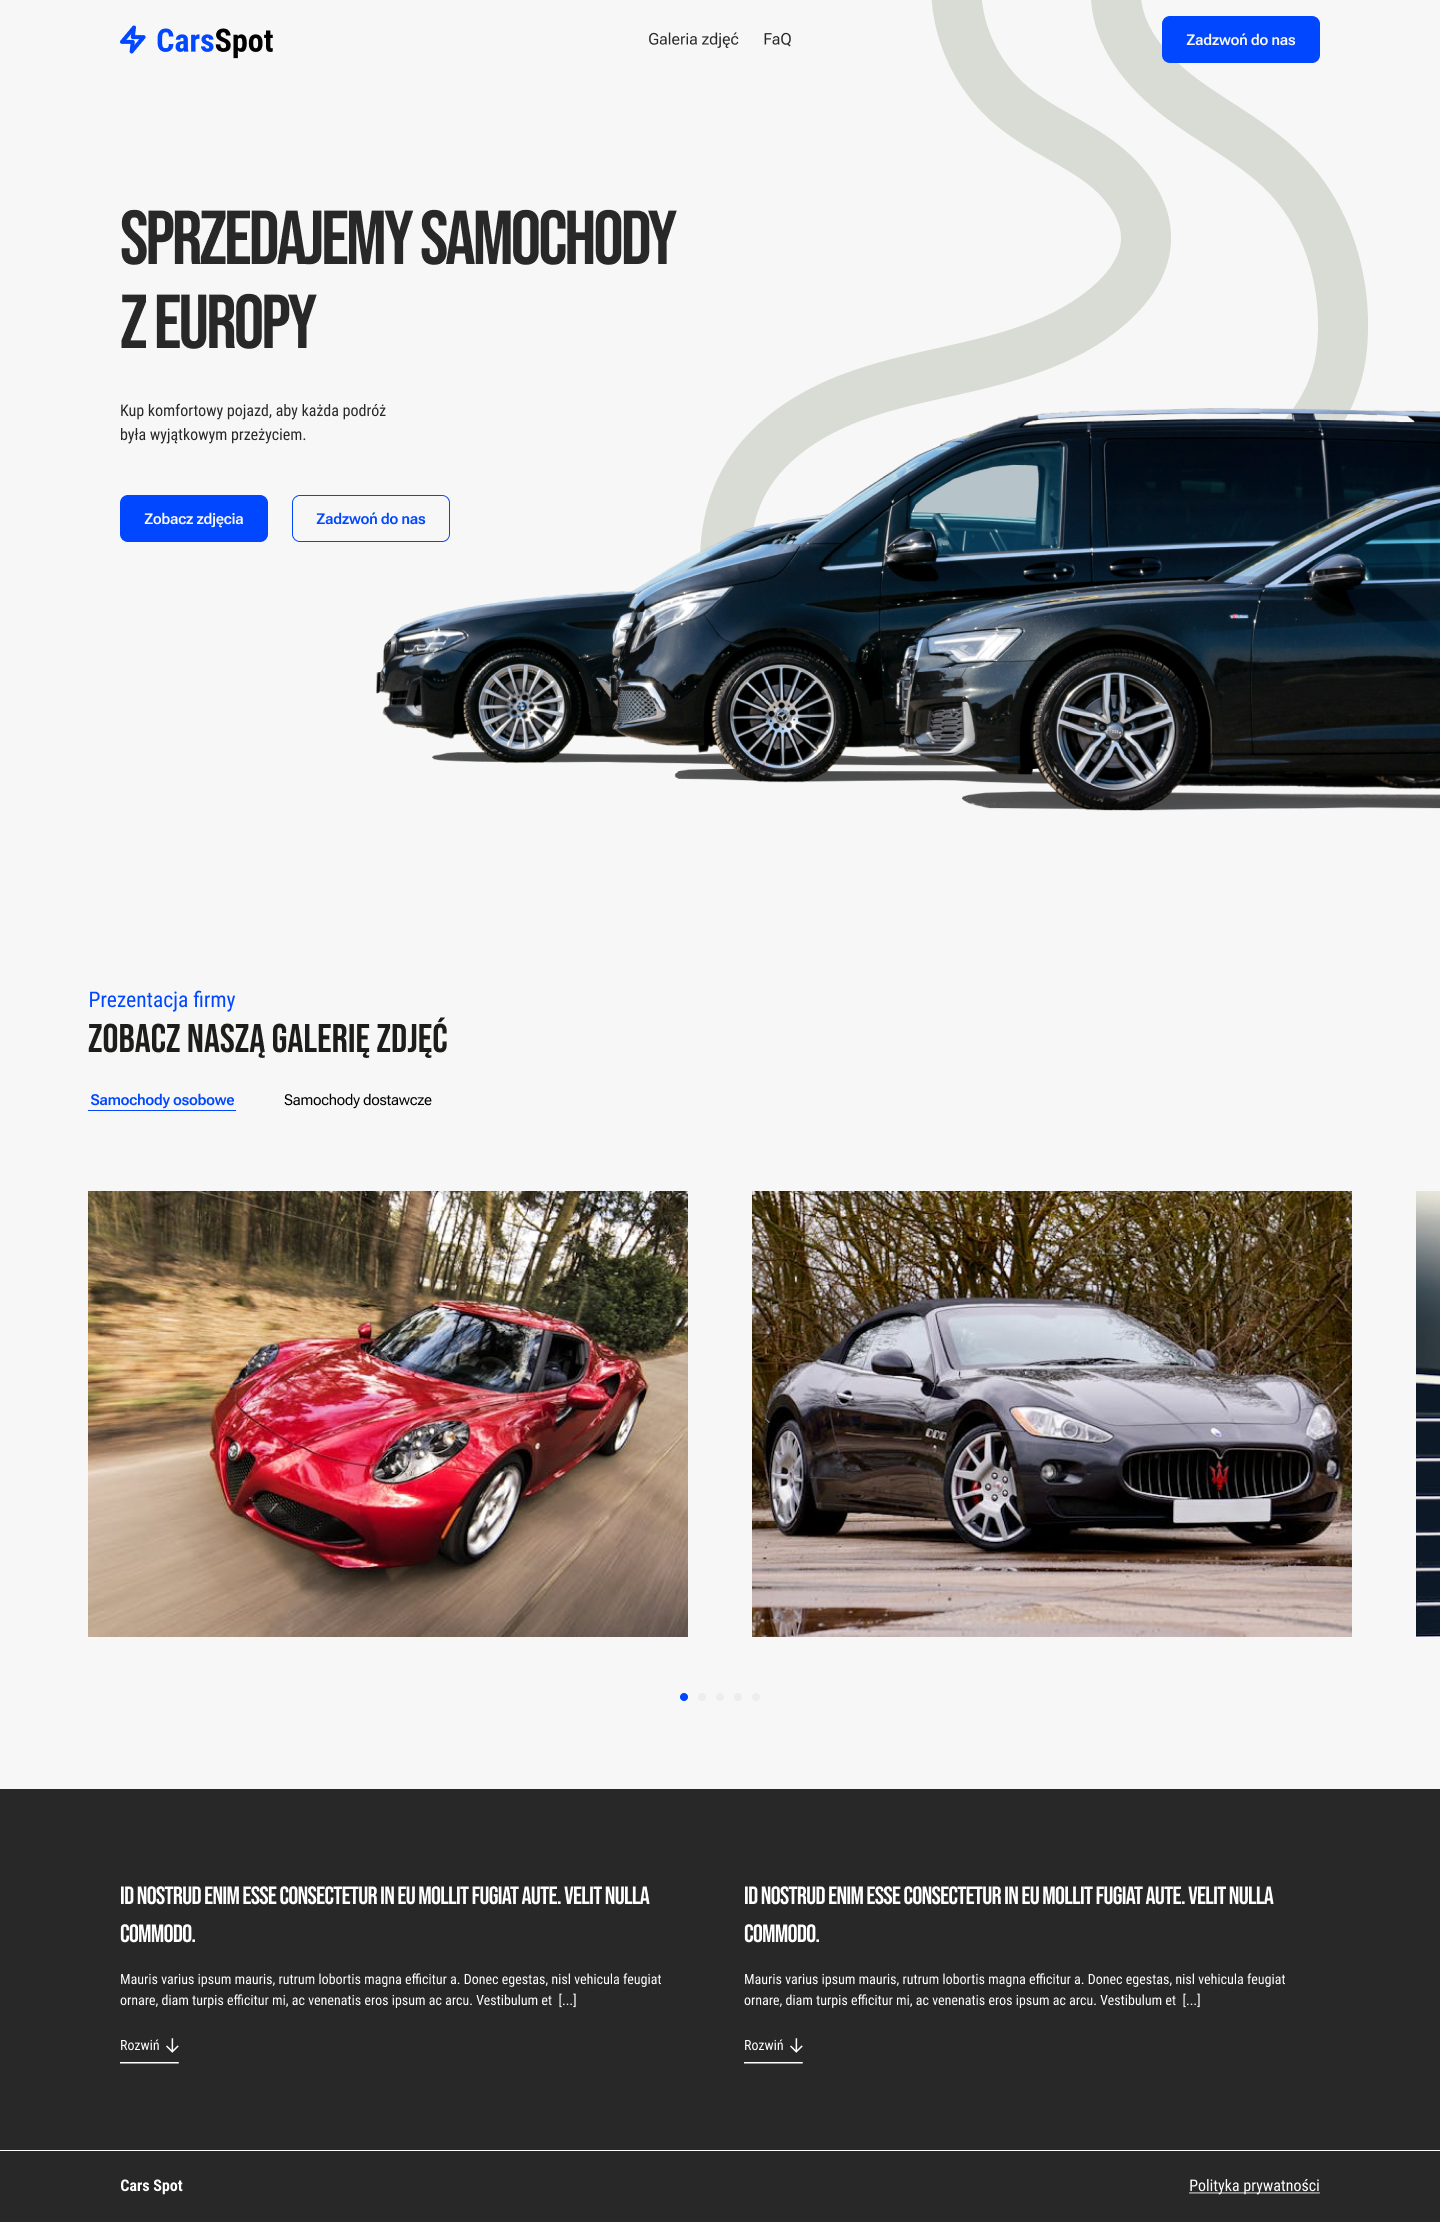 CarsSpot
Galeria zdjęć
FaQ
Zadzwoń do nas
SPRZEDAJEMY SAMOCHODY
Z EUROPY
Kup komfortowy pojazd, aby każda podróż
była wyjątkowym przeżyciem.
Zobacz zdjęcia
Zadzwoń do nas
Prezentacja firmy
ZOBACZ NASZĄ GALERIĘ ZDJĘĆ
Samochody osobowe
Samochody dostawcze
ID NOSTRUD ENIM ESSE CONSECTETUR IN EU MOLLIT FUGIAT AUTE. VELIT NULLA
COMMODO.
Mauris varius ipsum mauris, rutrum lobortis magna efficitur a. Donec egestas, nisl vehicula feugiat
ornare, diam turpis efficitur mi, ac venenatis eros ipsum ac arcu. Vestibulum et [...]
Rozwiń
ID NOSTRUD ENIM ESSE CONSECTETUR IN EU MOLLIT FUGIAT AUTE. VELIT NULLA
COMMODO.
Mauris varius ipsum mauris, rutrum lobortis magna efficitur a. Donec egestas, nisl vehicula feugiat
ornare, diam turpis efficitur mi, ac venenatis eros ipsum ac arcu. Vestibulum et [...]
Rozwiń
Cars Spot
Polityka prywatności